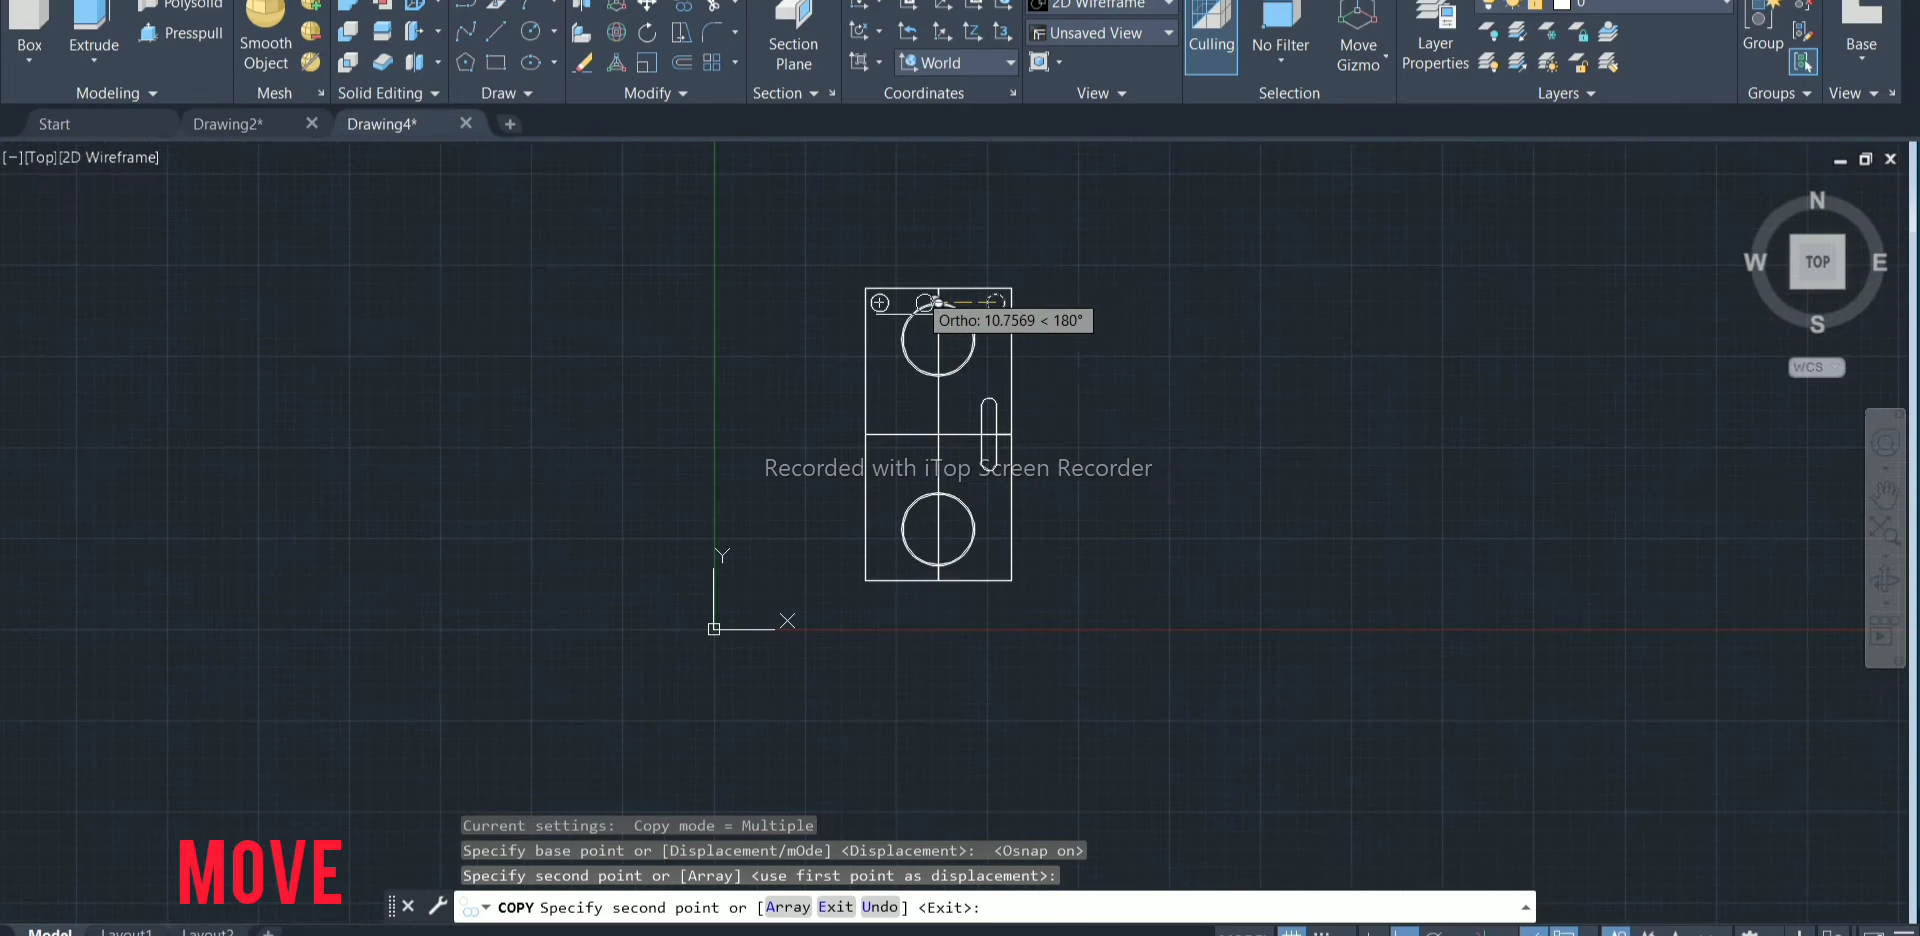 Polysolid
2D Wireframe
0
Box
Extrude
Presspull
Smooth
Object
Section
Plane
World
Unsaved View
Culling
No Filter
Move
Gizmo
Layer
Properties
Group
Base
Modeling
Mesh
Solid Editing
Draw
Modify
Section
Coordinates
View
Selection
Layers
Groups
View
Start
Drawing2*
Drawing4*
[−][Top][2D Wireframe]
N
W
TOP
E
S
WCS
Ortho: 10.7569 < 180°
Recorded with iTop Screen Recorder
Y
X
MOVE
Current settings:  Copy mode = Multiple
Specify base point or [Displacement/mOde] <Displacement>:  <Osnap on>
Specify second point or [Array] <use first point as displacement>:
COPY Specify second point or [Array Exit Undo] <Exit>:
Model
Layout1
Layout2